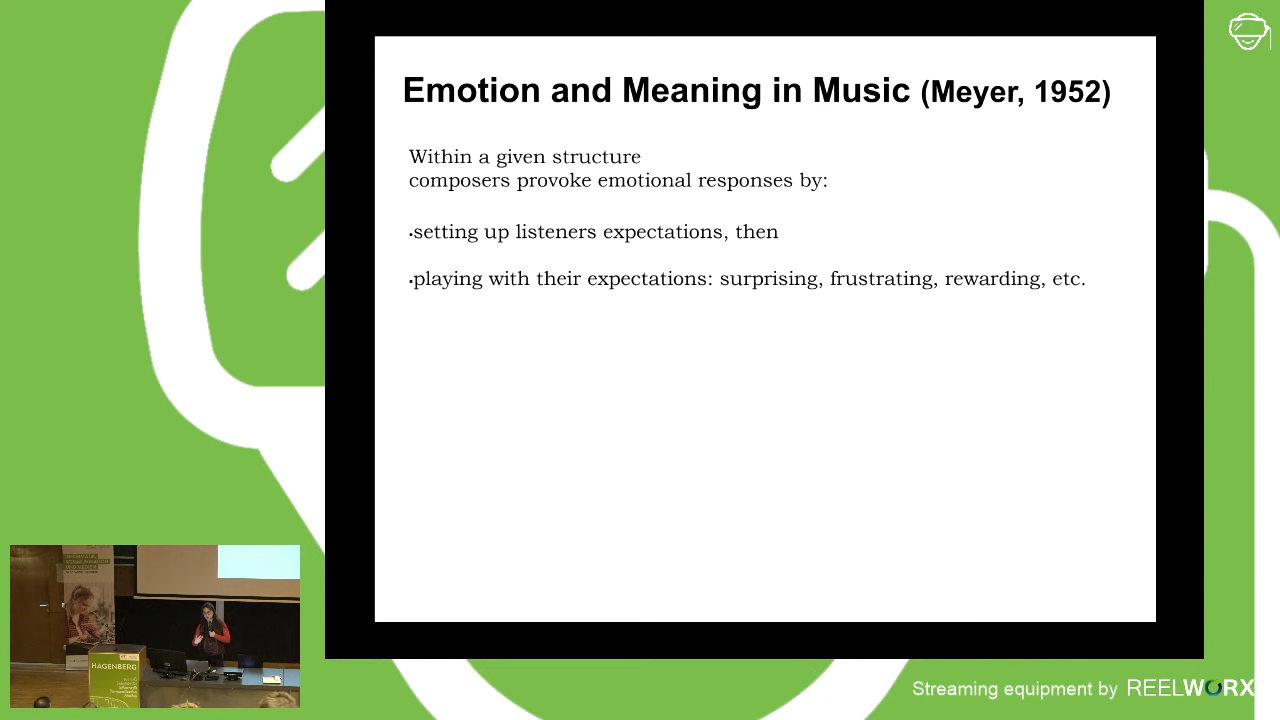 Emotion and Meaning in Music (Meyer, 1952)
Within a given structure
composers provoke emotional responses by:
•setting up listeners expectations, then
•playing with their expectations: surprising, frustrating, rewarding, etc.
HAGENBERG
Streaming equipment by REELWORX